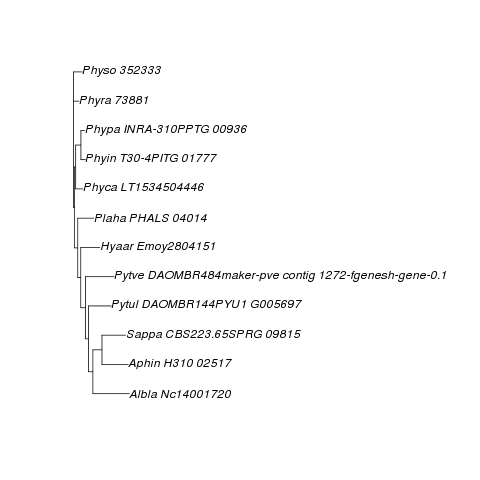 Physo 352333
Phyra 73881
Phypa INRA-310PPTG 00936
Phyin T30-4PITG 01777
Phyca LT1534504446
Plaha PHALS 04014
Hyaar Emoy2804151
Pytve DAOMBR484maker-pve contig 1272-fgenesh-gene-0.1
Pytul DAOMBR144PYU1 G005697
Sappa CBS223.65SPRG 09815
Aphin H310 02517
Albla Nc14001720